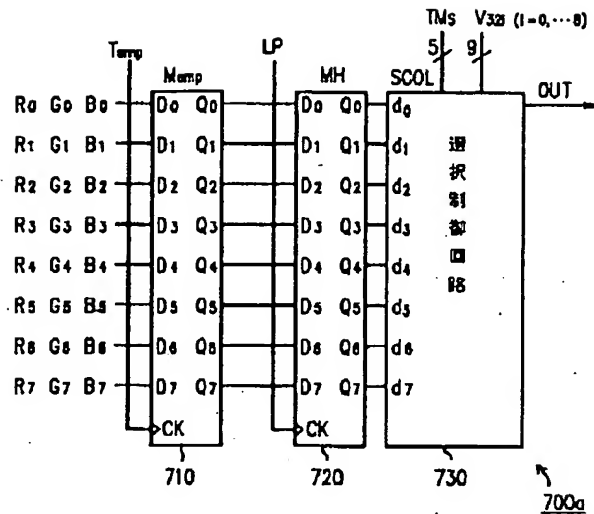 TMs V32i (i=0,···8)
5 9
Tsmp LP
Msmp MH SCOL OUT
R0 G0 B0 D0 Q0 D0 Q0 d0
R1 G1 B1 D1 Q1 D1 Q1 d1
R2 G2 B2 D2 Q2 D2 Q2 d2
R3 G3 B3 D3 Q3 D3 Q3 d3
R4 G4 B4 D4 Q4 D4 Q4 d4
R5 G5 B5 D5 Q5 D5 Q5 d5
R6 G6 B6 D6 Q6 D6 Q6 d6
R7 G7 B7 D7 Q7 D7 Q7 d7
選択制御回路
CK CK
710 720 730
700a